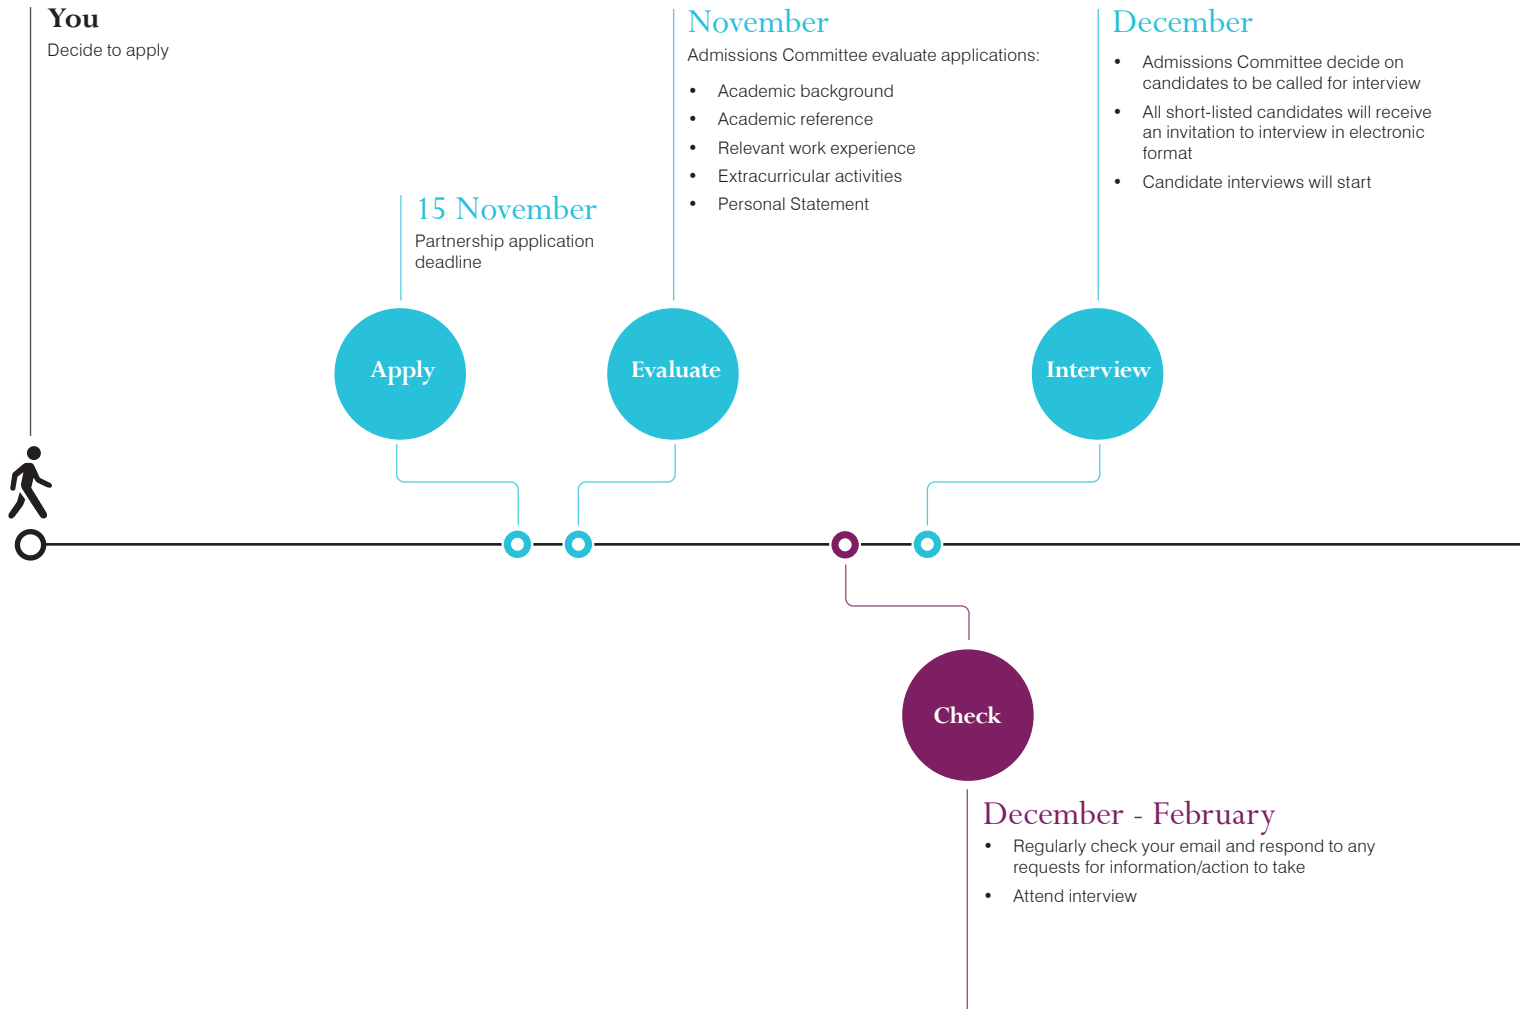 You
Decide to apply
15 November
Partnership application
deadline
Apply
November
Admissions Committee evaluate applications:
• Academic background
• Academic reference
• Relevant work experience
• Extracurricular activities
• Personal Statement
Evaluate
December
• Admissions Committee decide on
candidates to be called for interview
• All short-listed candidates will receive
an invitation to interview in electronic
format
• Candidate interviews will start
Interview
Check
December - February
• Regularly check your email and respond to any
requests for information/action to take
• Attend interview